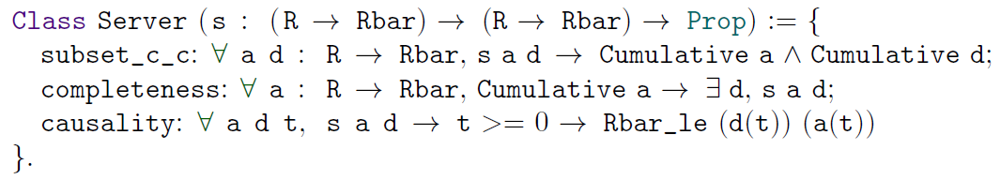 Class Server (s : (R → Rbar) → (R → Rbar) → Prop) := {
subset_c_c: ∀ a d : R → Rbar, s a d → Cumulative a ∧ Cumulative d;
completeness: ∀ a : R → Rbar, Cumulative a → ∃ d, s a d;
causality: ∀ a d t, s a d → t >= 0 → Rbar_le (d(t)) (a(t))
}.